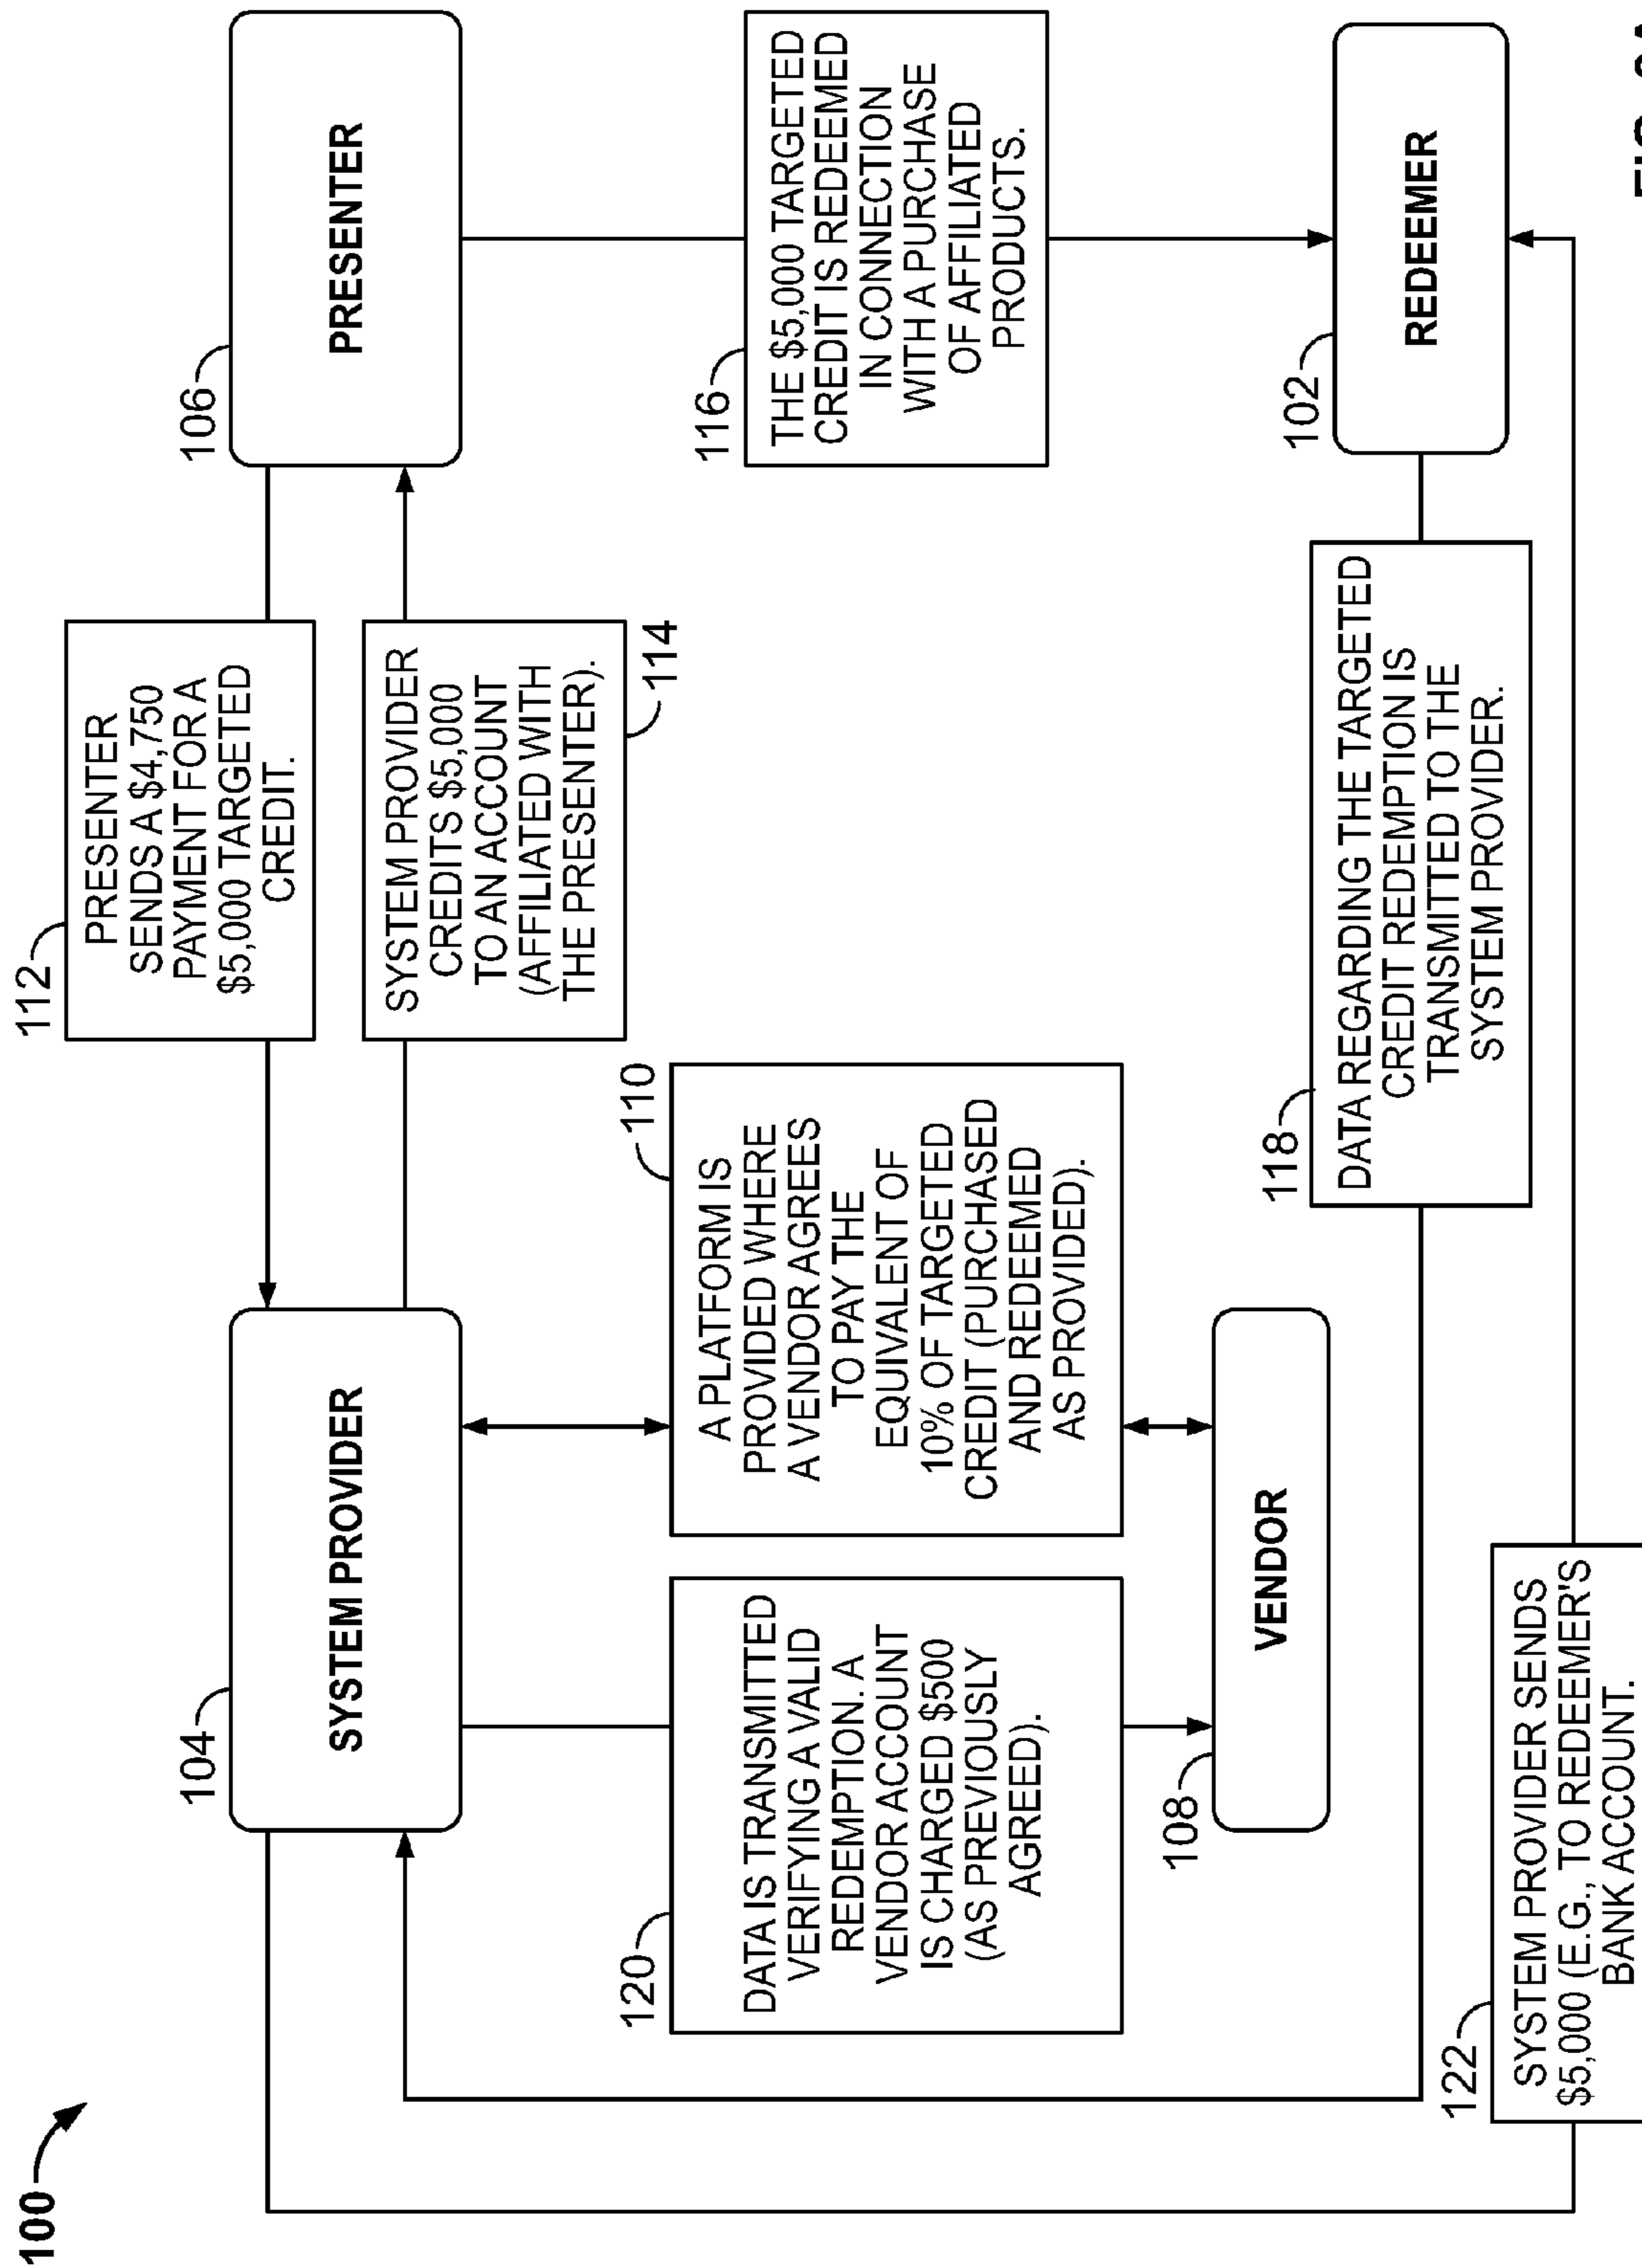 100
104
SYSTEM PROVIDER
112
PRESENTER
SENDS A $4,750
PAYMENT FOR A
$5,000 TARGETED
CREDIT.
SYSTEM PROVIDER
CREDITS $5,000
TO AN ACCOUNT
(AFFILIATED WITH
THE PRESENTER).
114
106
PRESENTER
120
DATA IS TRANSMITTED
VERIFYING A VALID
REDEMPTION. A
VENDOR ACCOUNT
IS CHARGED $500
(AS PREVIOUSLY
AGREED).
110
A PLATFORM IS
PROVIDED WHERE
A VENDOR AGREES
TO PAY THE
EQUIVALENT OF
10% OF TARGETED
CREDIT (PURCHASED
AND REDEEMED
AS PROVIDED).
116
THE $5,000 TARGETED
CREDIT IS REDEEMED
IN CONNECTION
WITH A PURCHASE
OF AFFILIATED
PRODUCTS.
108
VENDOR
118
DATA REGARDING THE TARGETED
CREDIT REDEMPTION IS
TRANSMITTED TO THE
SYSTEM PROVIDER.
102
REDEEMER
122
SYSTEM PROVIDER SENDS
$5,000 (E.G., TO REDEEMER'S
BANK ACCOUNT.